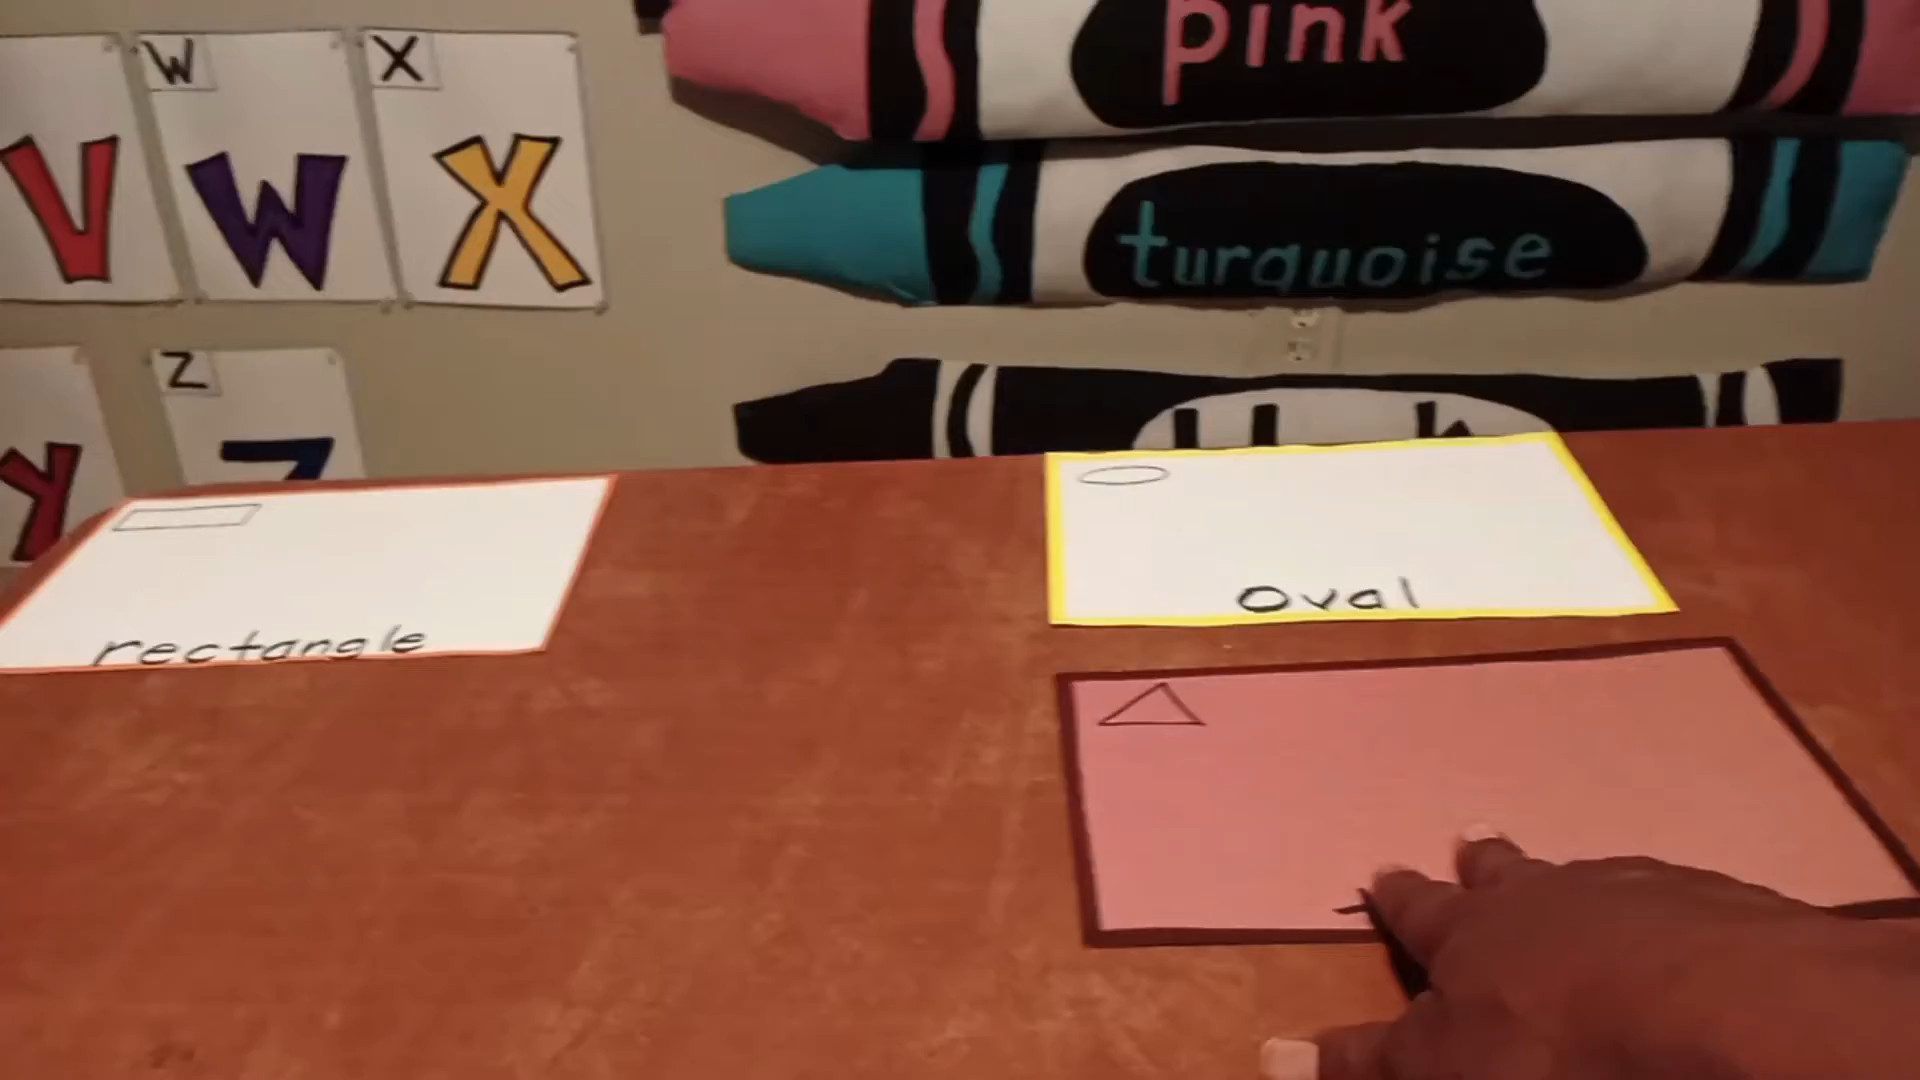 W
X
V
W
X
pink
turquoise
Z
y
Z
oval
rectangle